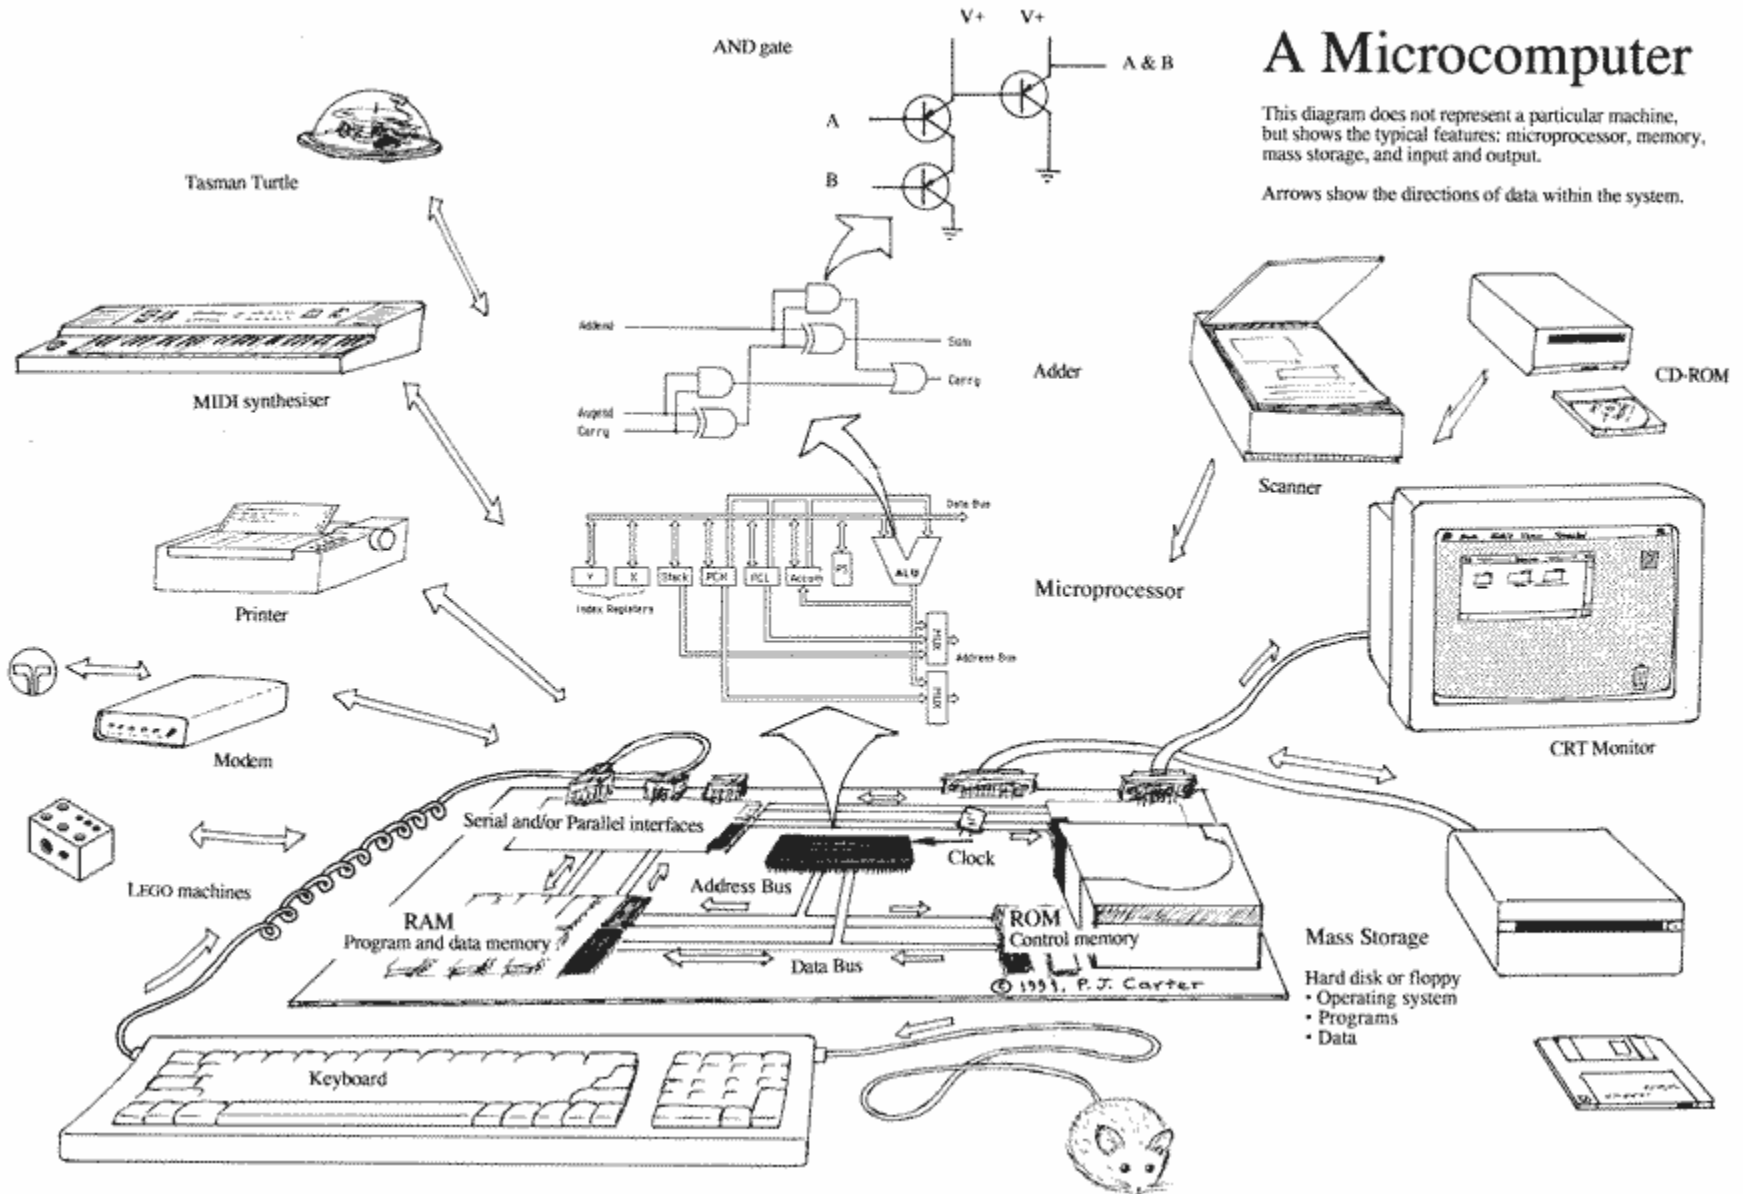 A Microcomputer
This diagram does not represent a particular machine,
but shows the typical features: microprocessor, memory,
mass storage, and input and output.
Arrows show the directions of data within the system.
AND gate
V+
V+
A & B
A
B
Tasman Turtle
MIDI synthesiser
Printer
Modem
LEGO machines
Addend
Augend
Carry
Sum
Carry
Adder
Scanner
CD-ROM
Data Bus
Y
X
Stack
PCH
PCL
Accum
PS
ALU
Index Registers
MUX
Address Bus
MUX
Microprocessor
CRT Monitor
Serial and/or Parallel interfaces
Clock
Address Bus
RAM
Program and data memory
ROM
Control memory
Data Bus
P.J. Carter
Mass Storage
Hard disk or floppy
• Operating system
• Programs
• Data
Keyboard